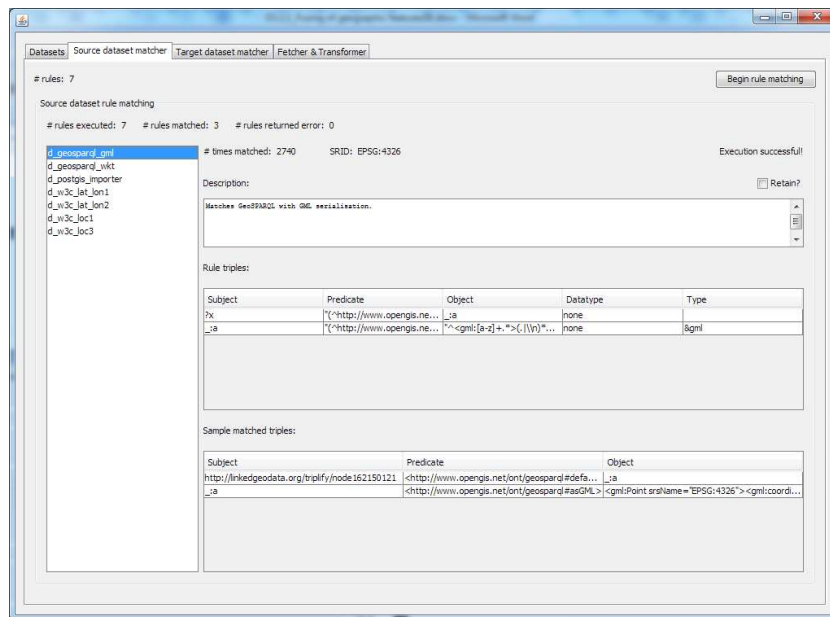 Datasets Source dataset matcher Target dataset matcher Fetcher & Transformer
# rules: 7 Begin rule matching
Source dataset rule matching
# rules executed: 7 # rules matched: 3 # rules returned error: 0
d_geosparql_gml
d_geosparql_wkt
d_postgis_importer
d_w3c_lat_lon1
d_w3c_lat_lon2
d_w3c_loc1
d_w3c_loc3
# times matched: 2740 SRID: EPSG:4326 Execution successful!
Description: Retain?
Matches GeoSPARQL with GML serialisation.
Rule triples:
Subject Predicate Object Datatype Type
?x "(^http://www.opengis.ne... _:a none
_:a "(^http://www.opengis.ne... "^<gml:[a-z]+.*>(.|\\n)*... none &gml
Sample matched triples:
Subject Predicate Object
http://linkedgeodata.org/triplify/node162150121 <http://www.opengis.net/ont/geosparql#defa... _:a
_:a <http://www.opengis.net/ont/geosparql#asGML> <gml:Point srsName="EPSG:4326"><gml:coordi...